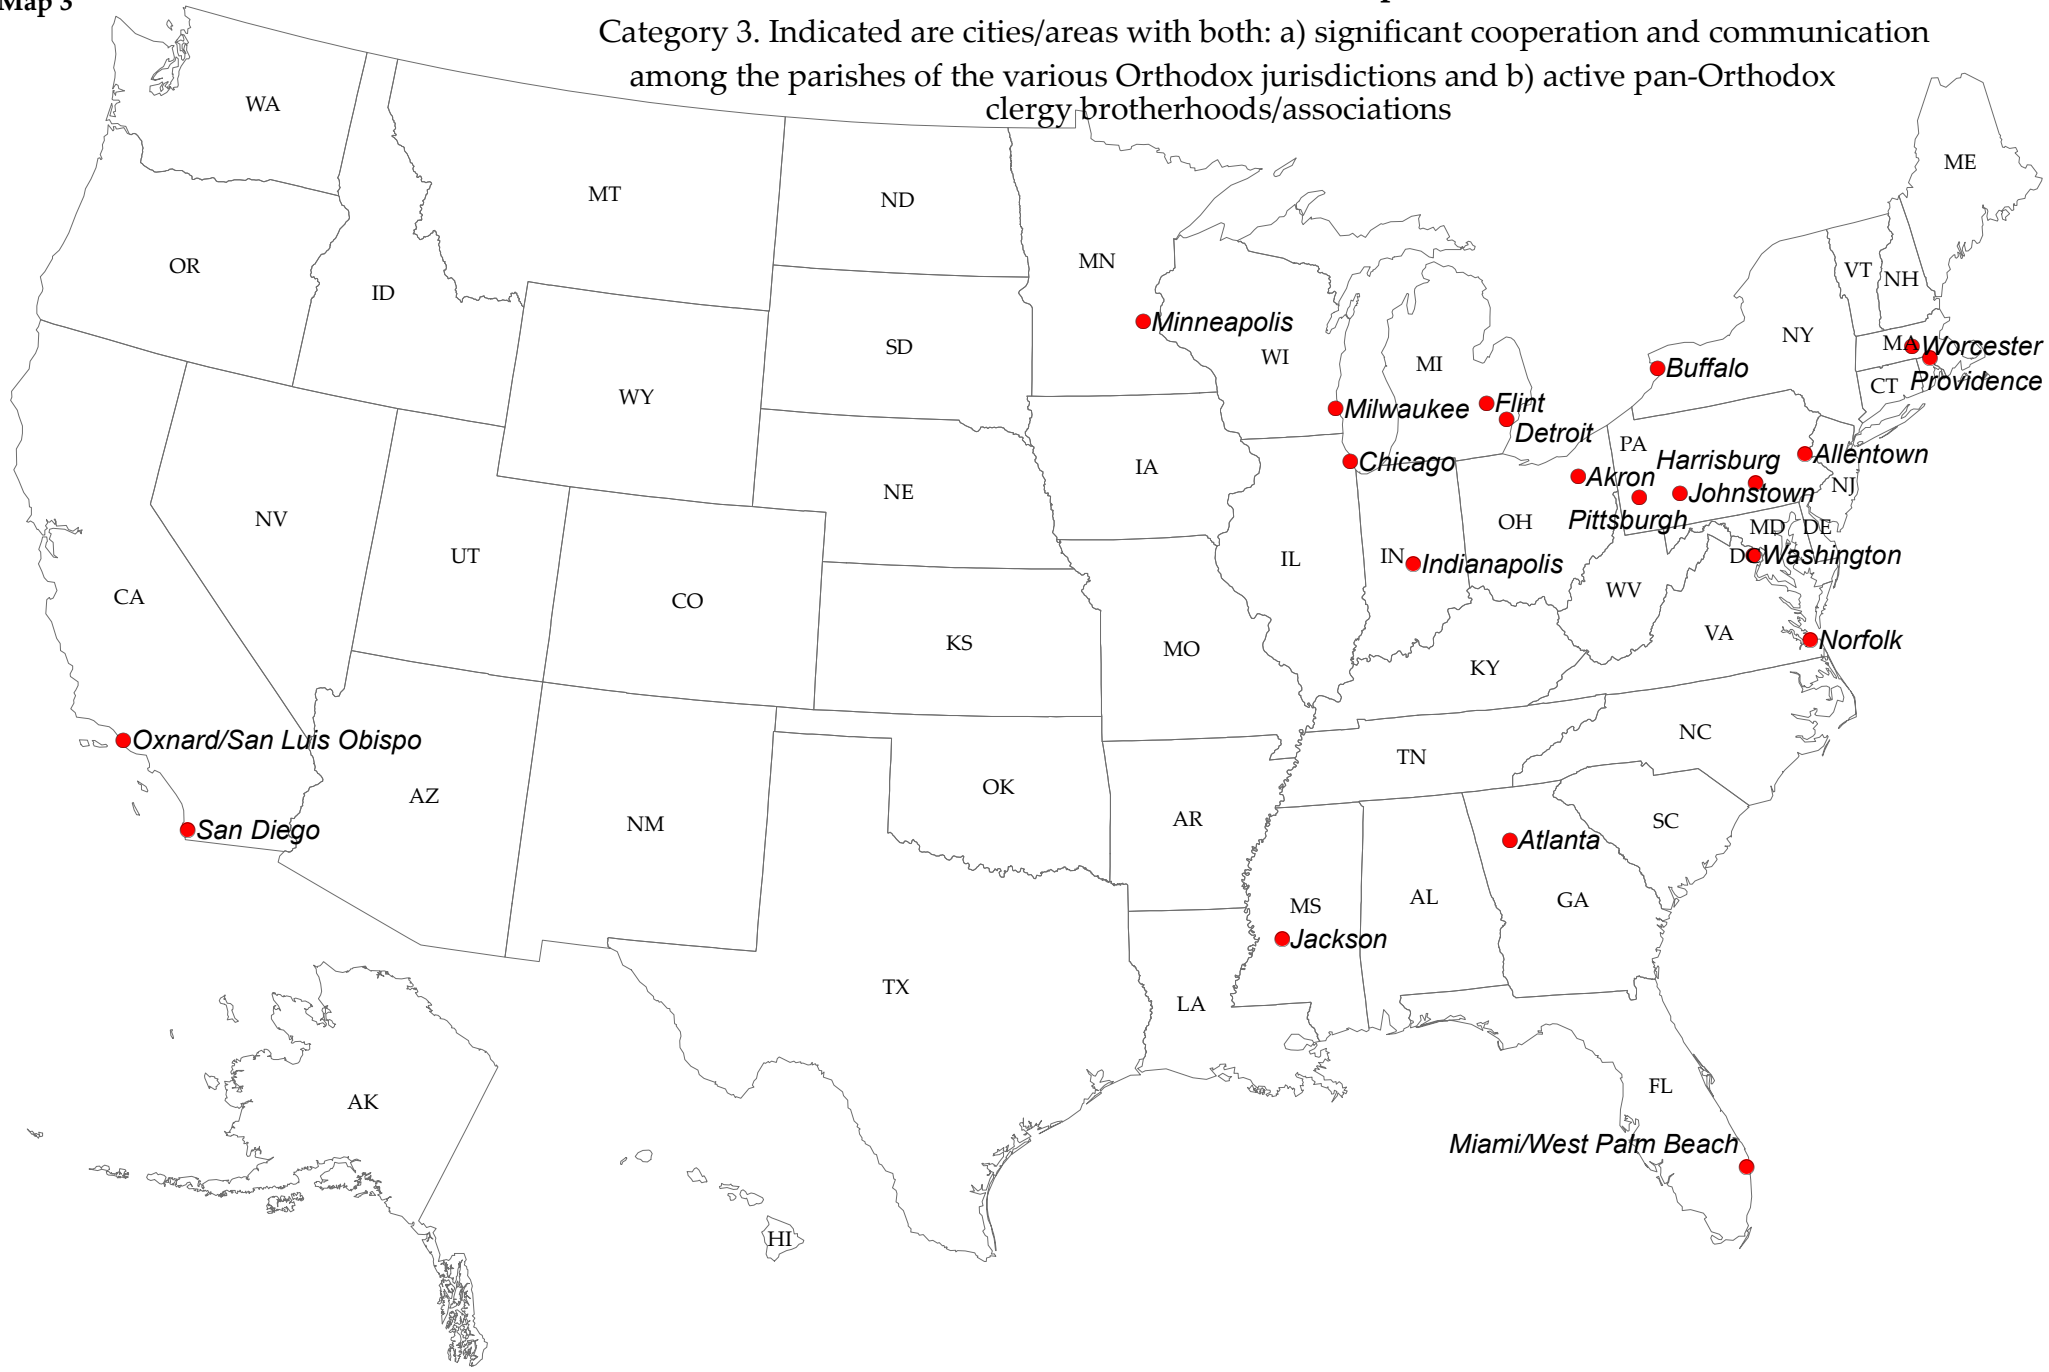 Map 3
Category 3. Indicated are cities/areas with both: a) significant cooperation and communication
among the parishes of the various Orthodox jurisdictions and b) active pan-Orthodox
clergy brotherhoods/associations
WA
MT
ND
MN
ME
OR
ID
SD
WY
WI
MI
NY
VT
NH
MA
CT
Minneapolis
Worcester
Providence
Buffalo
Milwaukee
Flint
Detroit
Chicago
PA
Harrisburg
Allentown
Akron
Johnstown
Pittsburgh
NJ
IA
NE
NV
UT
CO
CA
KS
MO
IL
IN
Indianapolis
OH
MD
DE
DC
Washington
WV
VA
Norfolk
KY
NC
TN
SC
Oxnard/San Luis Obispo
San Diego
AZ
NM
OK
AR
Atlanta
MS
AL
GA
Jackson
TX
LA
AK
HI
FL
Miami/West Palm Beach